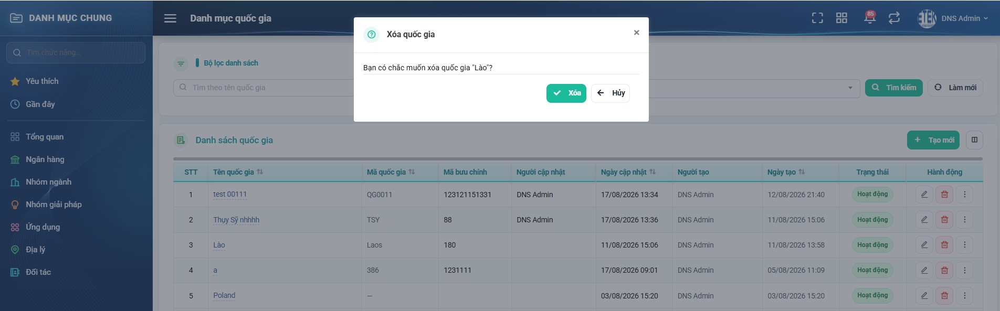 DANH MỤC CHUNG
Danh mục quốc gia
85
DNS Admin
Xóa quốc gia
Bạn có chắc muốn xóa quốc gia "Lào"?
Xóa
Hủy
Tìm chức năng...
Yêu thích
Gần đây
Tổng quan
Ngân hàng
Nhóm ngành
Nhóm giải pháp
Ứng dụng
Địa lý
Đối tác
Bộ lọc danh sách
Tìm theo tên quốc gia
Tìm kiếm
Làm mới
Danh sách quốc gia
Tạo mới
STT Tên quốc gia Mã quốc gia Mã bưu chính Người cập nhật Ngày cập nhật Người tạo Ngày tạo Trạng thái Hành động
1 test 00111 QG0011 123121151331 DNS Admin 17/08/2026 13:34 DNS Admin 12/08/2026 21:40 Hoạt động
2 Thụy Sỹ nhhhh TSY 88 DNS Admin 17/08/2026 13:36 DNS Admin 11/08/2026 15:06 Hoạt động
3 Lào Laos 180 11/08/2026 15:06 DNS Admin 11/08/2026 13:58 Hoạt động
4 a 386 1231111 17/08/2026 09:01 DNS Admin 05/08/2026 11:09 Hoạt động
5 Poland — 03/08/2026 15:20 DNS Admin 03/08/2026 15:20 Hoạt động